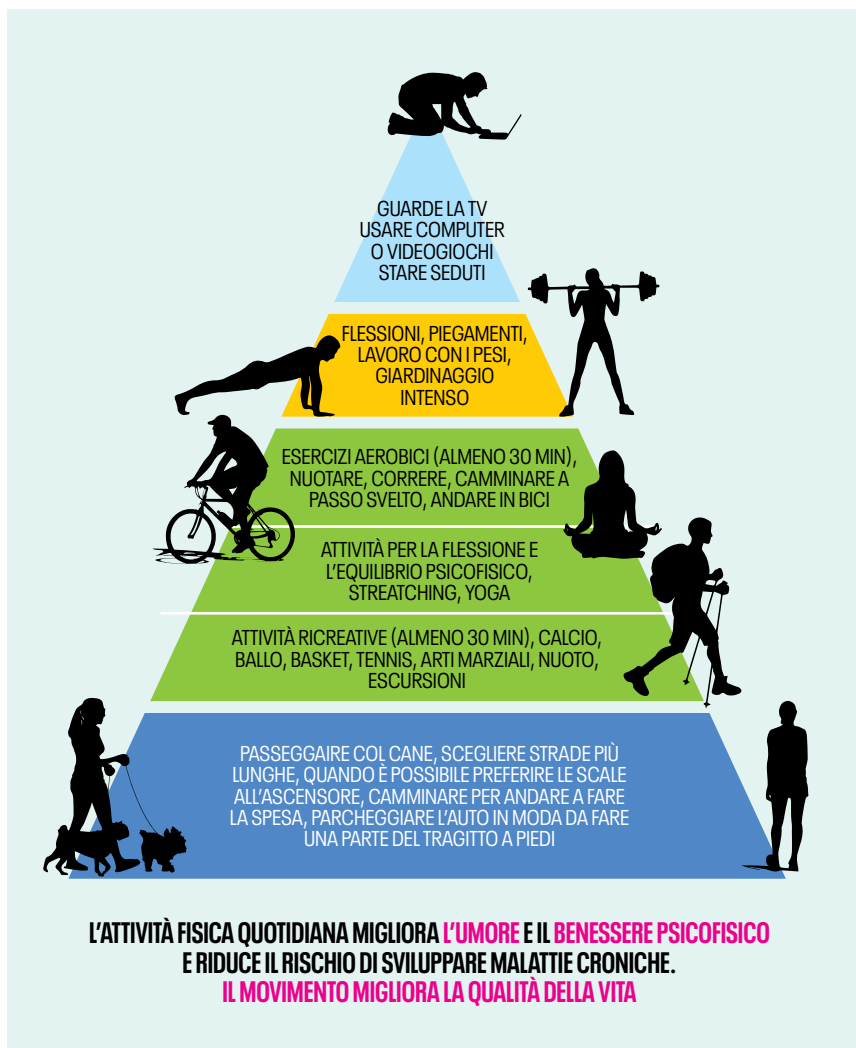 GUARDE LA TV
USARE COMPUTER
O VIDEOGIOCHI
STARE SEDUTI
FLESSIONI, PIEGAMENTI,
LAVORO CON I PESI,
GIARDINAGGIO
INTENSO
ESERCIZI AEROBICI (ALMENO 30 MIN),
NUOTARE, CORRERE, CAMMINARE A
PASSO SVELTO, ANDARE IN BICI
ATTIVITÀ PER LA FLESSIONE E
L'EQUILIBRIO PSICOFISICO,
STREATCHING, YOGA
ATTIVITÀ RICREATIVE (ALMENO 30 MIN), CALCIO,
BALLO, BASKET, TENNIS, ARTI MARZIALI, NUOTO,
ESCURSIONI
PASSEGGAIRE COL CANE, SCEGLIERE STRADE PIÙ
LUNGHE, QUANDO È POSSIBILE PREFERIRE LE SCALE
ALL'ASCENSORE, CAMMINARE PER ANDARE A FARE
LA SPESA, PARCHEGGIARE L'AUTO IN MODA DA FARE
UNA PARTE DEL TRAGITTO A PIEDI
L'ATTIVITÀ FISICA QUOTIDIANA MIGLIORA L'UMORE E IL BENESSERE PSICOFISICO
E RIDUCE IL RISCHIO DI SVILUPPARE MALATTIE CRONICHE.
IL MOVIMENTO MIGLIORA LA QUALITÀ DELLA VITA